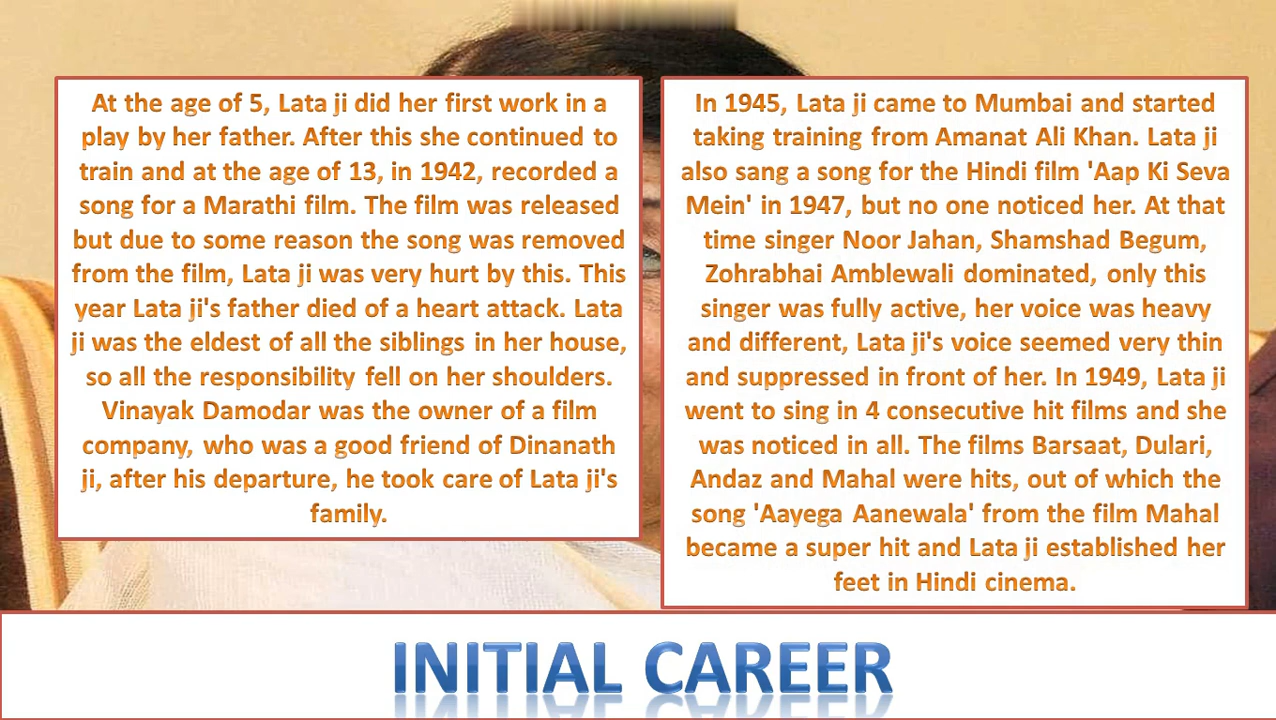 At the age of 5, Lata ji did her first work in a
play by her father. After this she continued to
train and at the age of 13, in 1942, recorded a
song for a Marathi film. The film was released
but due to some reason the song was removed
from the film, Lata ji was very hurt by this. This
year Lata ji's father died of a heart attack. Lata
ji was the eldest of all the siblings in her house,
so all the responsibility fell on her shoulders.
Vinayak Damodar was the owner of a film
company, who was a good friend of Dinanath
ji, after his departure, he took care of Lata ji's
family.
In 1945, Lata ji came to Mumbai and started
taking training from Amanat Ali Khan. Lata ji
also sang a song for the Hindi film 'Aap Ki Seva
Mein' in 1947, but no one noticed her. At that
time singer Noor Jahan, Shamshad Begum,
Zohrabhai Amblewali dominated, only this
singer was fully active, her voice was heavy
and different, Lata ji's voice seemed very thin
and suppressed in front of her. In 1949, Lata ji
went to sing in 4 consecutive hit films and she
was noticed in all. The films Barsaat, Dulari,
Andaz and Mahal were hits, out of which the
song 'Aayega Aanewala' from the film Mahal
became a super hit and Lata ji established her
feet in Hindi cinema.
INITIAL CAREER